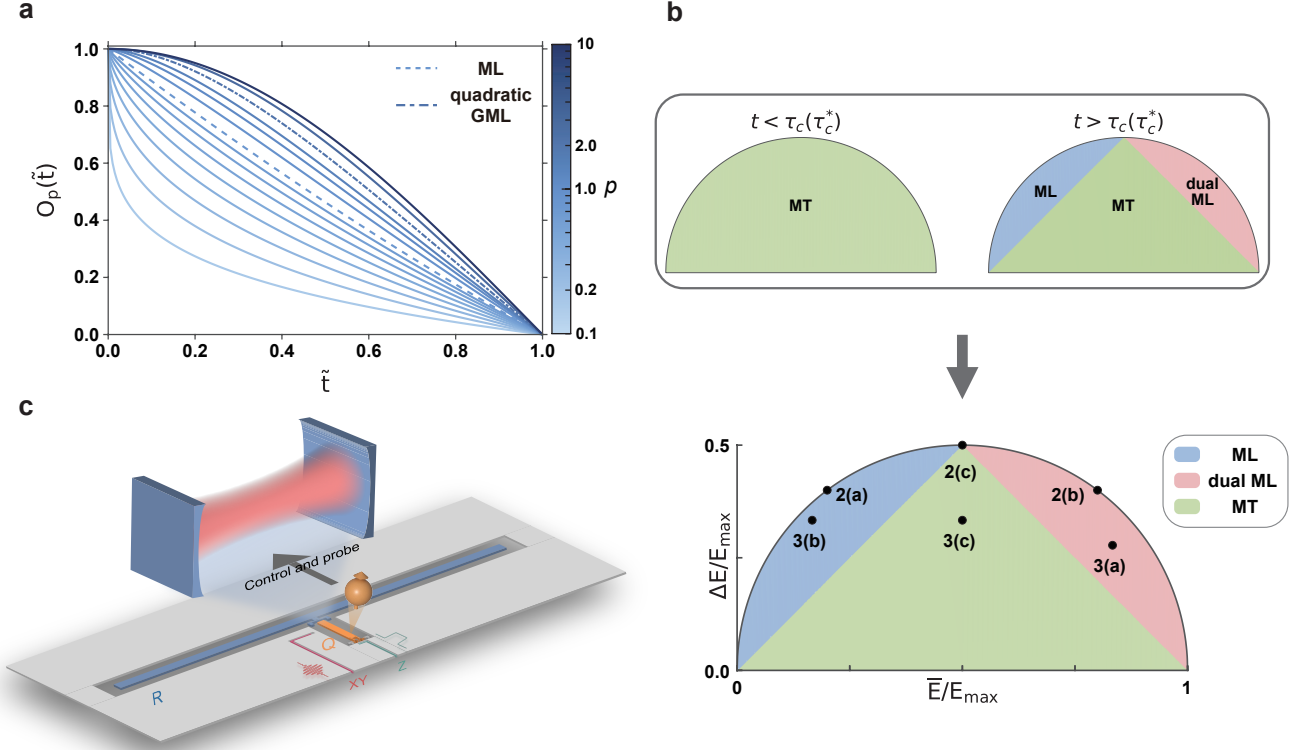 a
1.0
0.8
0.6
0.4
0.2
0.0
0.0
0.2
0.4
0.6
0.8
1.0
Oₚ(t̃)
t̃
ML
quadratic
GML
10
2.0
1.0
0.2
0.1
p
b
t < τ_c(τ_c^*)
MT
t > τ_c(τ_c^*)
ML
MT
dual
ML
c
Control and probe
R
Q
XY
Z
0.5
0.0
ΔE/E_max
0
1
E̅/E_max
2(a)
3(b)
2(c)
3(c)
2(b)
3(a)
ML
dual ML
MT